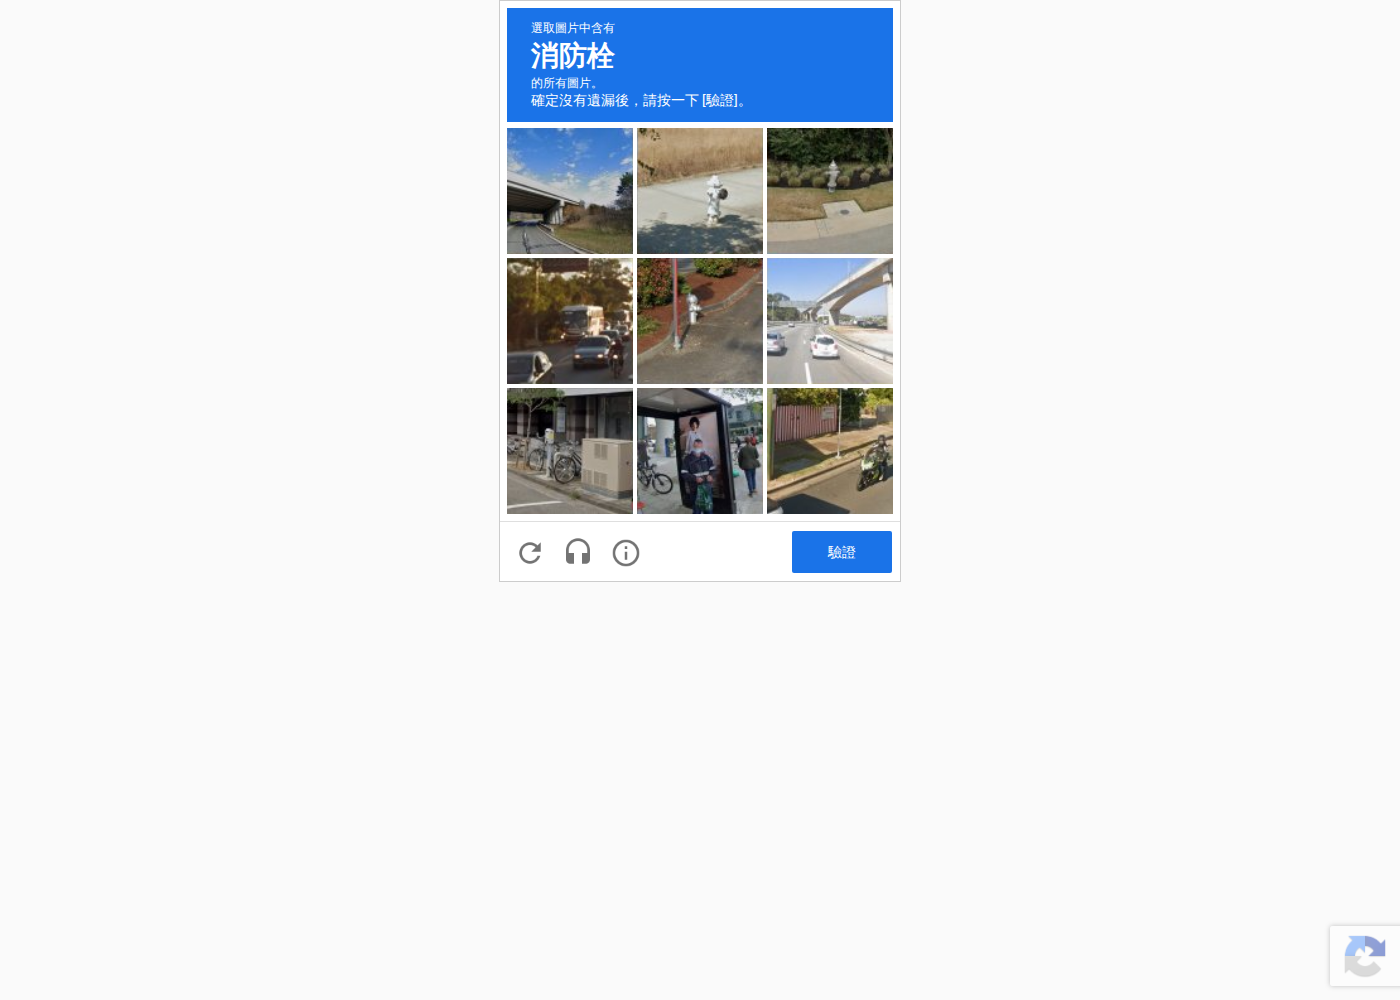 選取圖片中含有
消防栓
的所有圖片。
確定沒有遺漏後，請按一下 [驗證]。
驗證